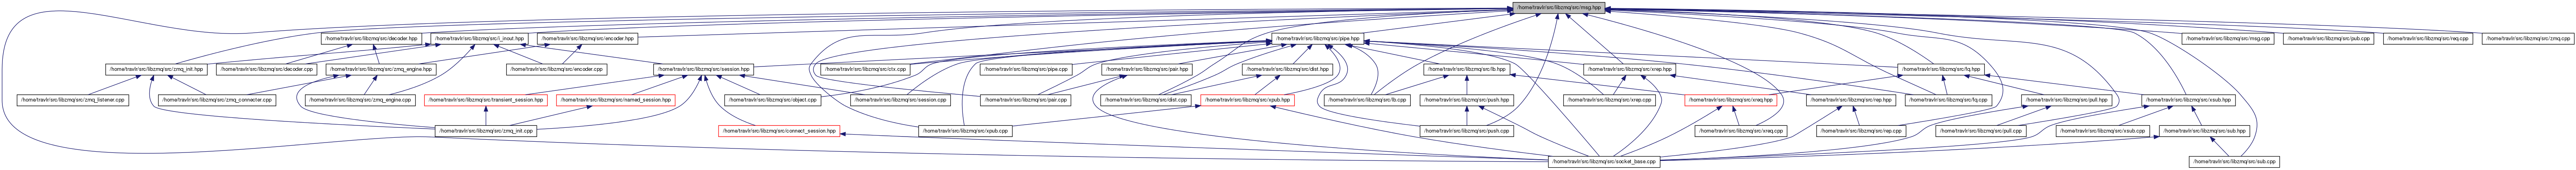 /home/travlr/src/libzmq/src/msg.hpp
/home/travlr/src/libzmq/src/decoder.hpp
/home/travlr/src/libzmq/src/i_inout.hpp
/home/travlr/src/libzmq/src/encoder.hpp
/home/travlr/src/libzmq/src/pipe.hpp
/home/travlr/src/libzmq/src/msg.cpp
/home/travlr/src/libzmq/src/pub.cpp
/home/travlr/src/libzmq/src/req.cpp
/home/travlr/src/libzmq/src/zmq.cpp
/home/travlr/src/libzmq/src/zmq_init.hpp
/home/travlr/src/libzmq/src/decoder.cpp
/home/travlr/src/libzmq/src/zmq_engine.hpp
/home/travlr/src/libzmq/src/encoder.cpp
/home/travlr/src/libzmq/src/session.hpp
/home/travlr/src/libzmq/src/ctx.cpp
/home/travlr/src/libzmq/src/pipe.cpp
/home/travlr/src/libzmq/src/pair.hpp
/home/travlr/src/libzmq/src/dist.hpp
/home/travlr/src/libzmq/src/lb.hpp
/home/travlr/src/libzmq/src/xrep.hpp
/home/travlr/src/libzmq/src/fq.hpp
/home/travlr/src/libzmq/src/zmq_listener.cpp
/home/travlr/src/libzmq/src/zmq_connecter.cpp
/home/travlr/src/libzmq/src/zmq_engine.cpp
/home/travlr/src/libzmq/src/transient_session.hpp
/home/travlr/src/libzmq/src/named_session.hpp
/home/travlr/src/libzmq/src/object.cpp
/home/travlr/src/libzmq/src/session.cpp
/home/travlr/src/libzmq/src/pair.cpp
/home/travlr/src/libzmq/src/dist.cpp
/home/travlr/src/libzmq/src/xpub.hpp
/home/travlr/src/libzmq/src/lb.cpp
/home/travlr/src/libzmq/src/push.hpp
/home/travlr/src/libzmq/src/xrep.cpp
/home/travlr/src/libzmq/src/xreq.hpp
/home/travlr/src/libzmq/src/rep.hpp
/home/travlr/src/libzmq/src/fq.cpp
/home/travlr/src/libzmq/src/pull.hpp
/home/travlr/src/libzmq/src/xsub.hpp
/home/travlr/src/libzmq/src/zmq_init.cpp
/home/travlr/src/libzmq/src/connect_session.hpp
/home/travlr/src/libzmq/src/xpub.cpp
/home/travlr/src/libzmq/src/push.cpp
/home/travlr/src/libzmq/src/xreq.cpp
/home/travlr/src/libzmq/src/rep.cpp
/home/travlr/src/libzmq/src/pull.cpp
/home/travlr/src/libzmq/src/xsub.cpp
/home/travlr/src/libzmq/src/sub.hpp
/home/travlr/src/libzmq/src/socket_base.cpp
/home/travlr/src/libzmq/src/sub.cpp